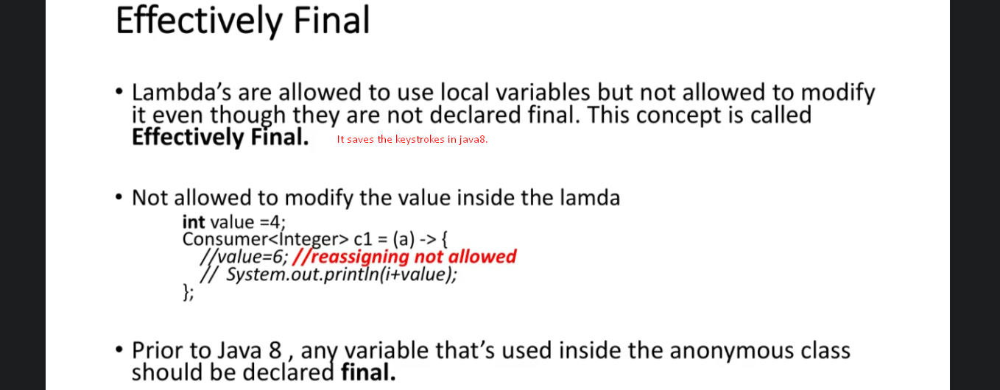 Effectively Final
• Lambda’s are allowed to use local variables but not allowed to modify
it even though they are not declared final. This concept is called
Effectively Final. It saves the keystrokes in java8.
• Not allowed to modify the value inside the lamda
int value =4;
Consumer<Integer> c1 = (a) -> {
//value=6; //reassigning not allowed
// System.out.println(i+value);
};
• Prior to Java 8 , any variable that’s used inside the anonymous class
should be declared final.